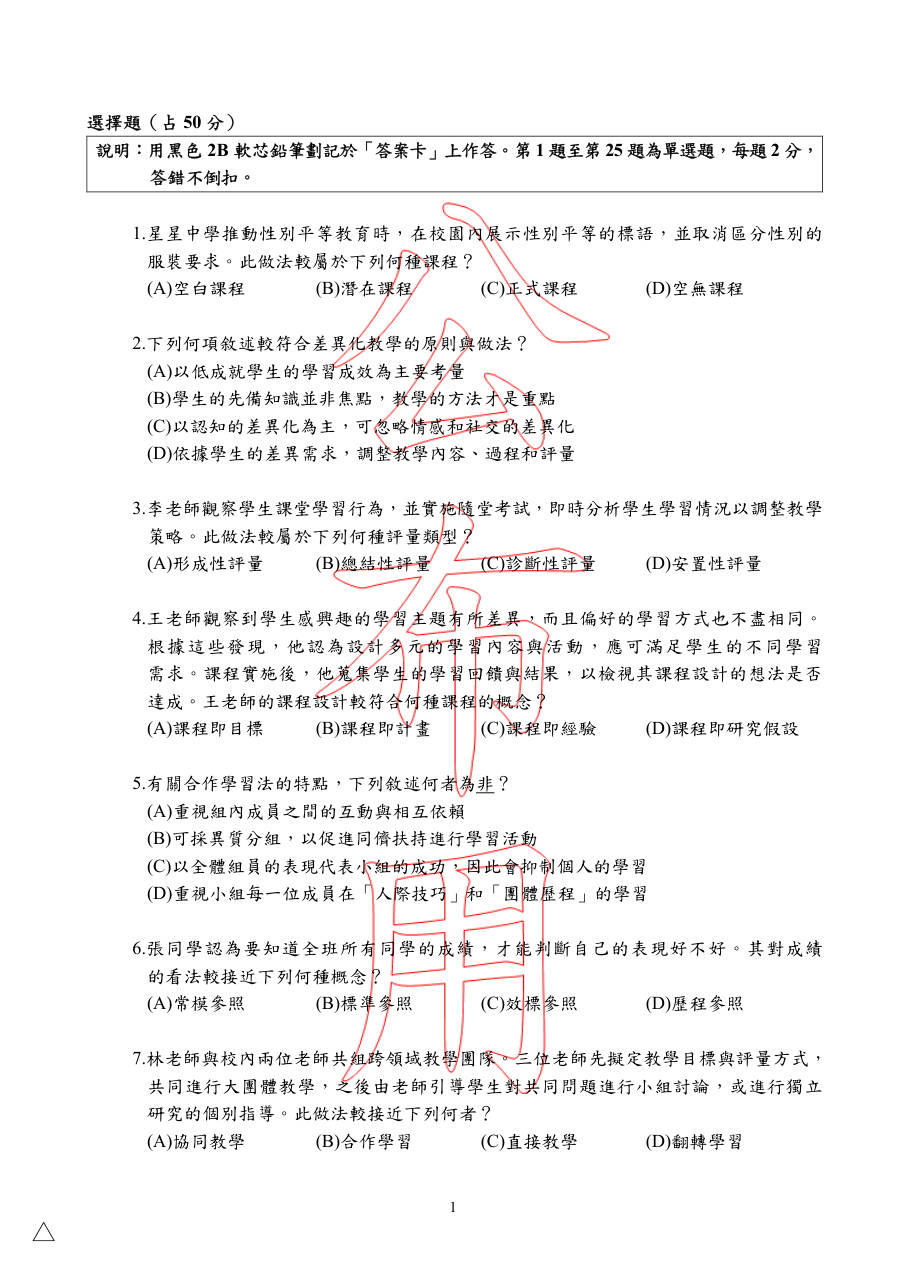 選擇題（占 50 分）
說明：用黑色 2B 軟芯鉛筆劃記於「答案卡」上作答。第 1 題至第 25 題為單選題，每題 2 分，
答錯不倒扣。
1.星星中學推動性別平等教育時，在校園內展示性別平等的標語，並取消區分性別的
服裝要求。此做法較屬於下列何種課程？
(A)空白課程 (B)潛在課程 (C)正式課程 (D)空無課程
2.下列何項敘述較符合差異化教學的原則與做法？
(A)以低成就學生的學習成效為主要考量
(B)學生的先備知識並非焦點，教學的方法才是重點
(C)以認知的差異化為主，可忽略情感和社交的差異化
(D)依據學生的差異需求，調整教學內容、過程和評量
3.李老師觀察學生課堂學習行為，並實施隨堂考試，即時分析學生學習情況以調整教學
策略。此做法較屬於下列何種評量類型？
(A)形成性評量 (B)總結性評量 (C)診斷性評量 (D)安置性評量
4.王老師觀察到學生感興趣的學習主題有所差異，而且偏好的學習方式也不盡相同。
根據這些發現，他認為設計多元的學習內容與活動，應可滿足學生的不同學習
需求。課程實施後，他蒐集學生的學習回饋與結果，以檢視其課程設計的想法是否
達成。王老師的課程設計較符合何種課程的概念？
(A)課程即目標 (B)課程即計畫 (C)課程即經驗 (D)課程即研究假設
5.有關合作學習法的特點，下列敘述何者為非？
(A)重視組內成員之間的互動與相互依賴
(B)可採異質分組，以促進同儕扶持進行學習活動
(C)以全體組員的表現代表小組的成功，因此會抑制個人的學習
(D)重視小組每一位成員在「人際技巧」和「團體歷程」的學習
6.張同學認為要知道全班所有同學的成績，才能判斷自己的表現好不好。其對成績
的看法較接近下列何種概念？
(A)常模參照 (B)標準參照 (C)效標參照 (D)歷程參照
7.林老師與校內兩位老師共組跨領域教學團隊。三位老師先擬定教學目標與評量方式，
共同進行大團體教學，之後由老師引導學生對共同問題進行小組討論，或進行獨立
研究的個別指導。此做法較接近下列何者？
(A)協同教學 (B)合作學習 (C)直接教學 (D)翻轉學習
1
公布用